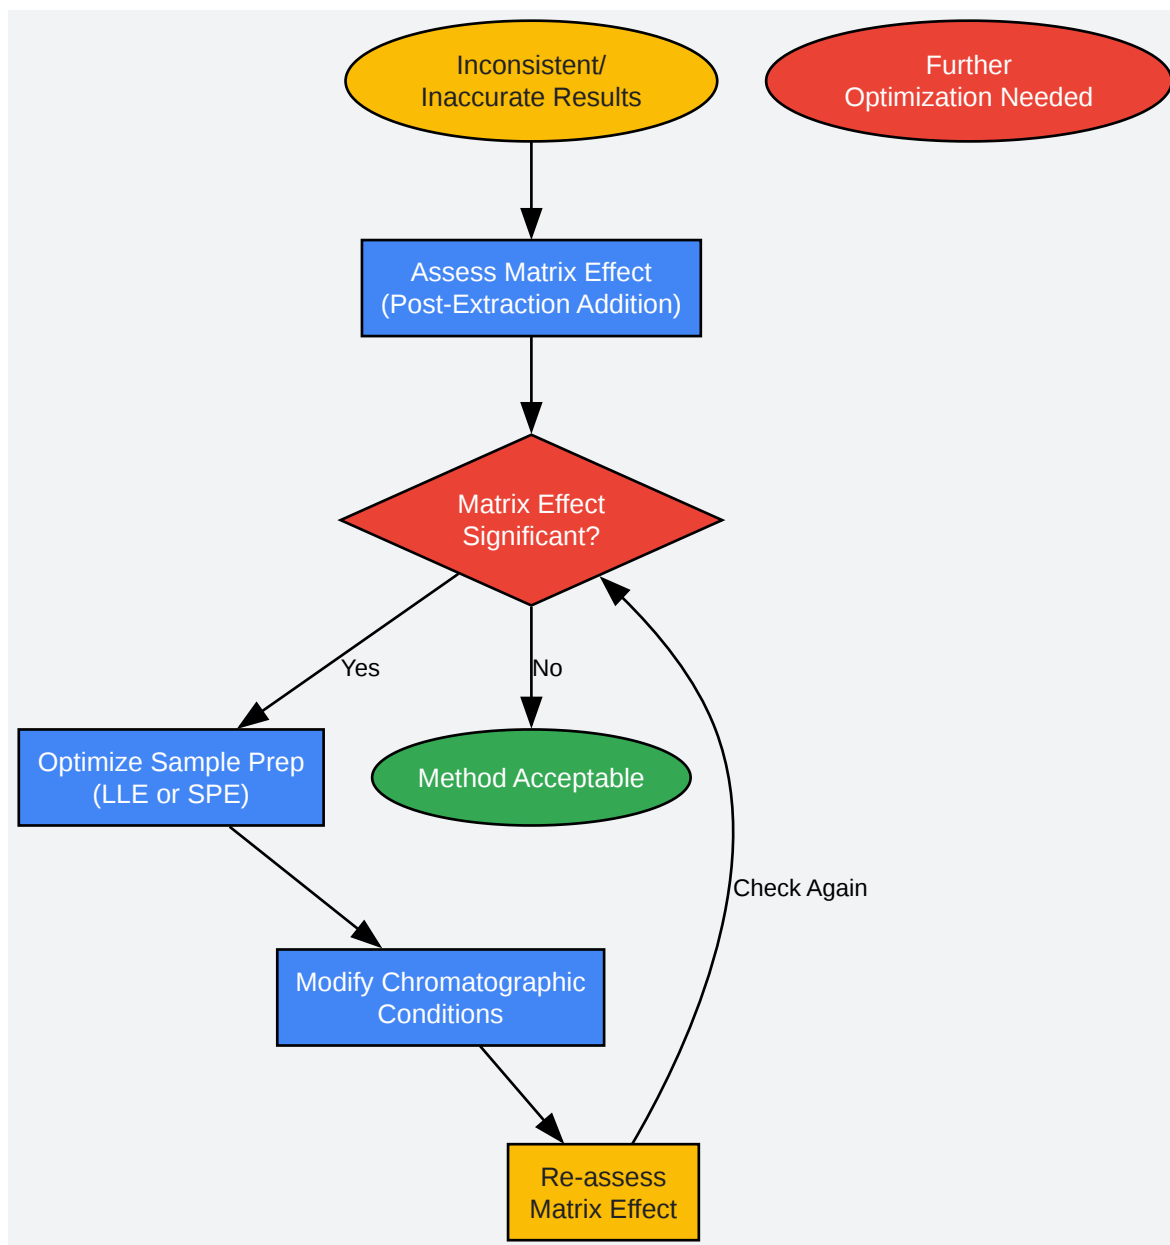 Inconsistent/
Inaccurate Results
Further
Optimization Needed
Assess Matrix Effect
(Post-Extraction Addition)
Matrix Effect
Significant?
Yes
No
Optimize Sample Prep
(LLE or SPE)
Method Acceptable
Check Again
Modify Chromatographic
Conditions
Re-assess
Matrix Effect